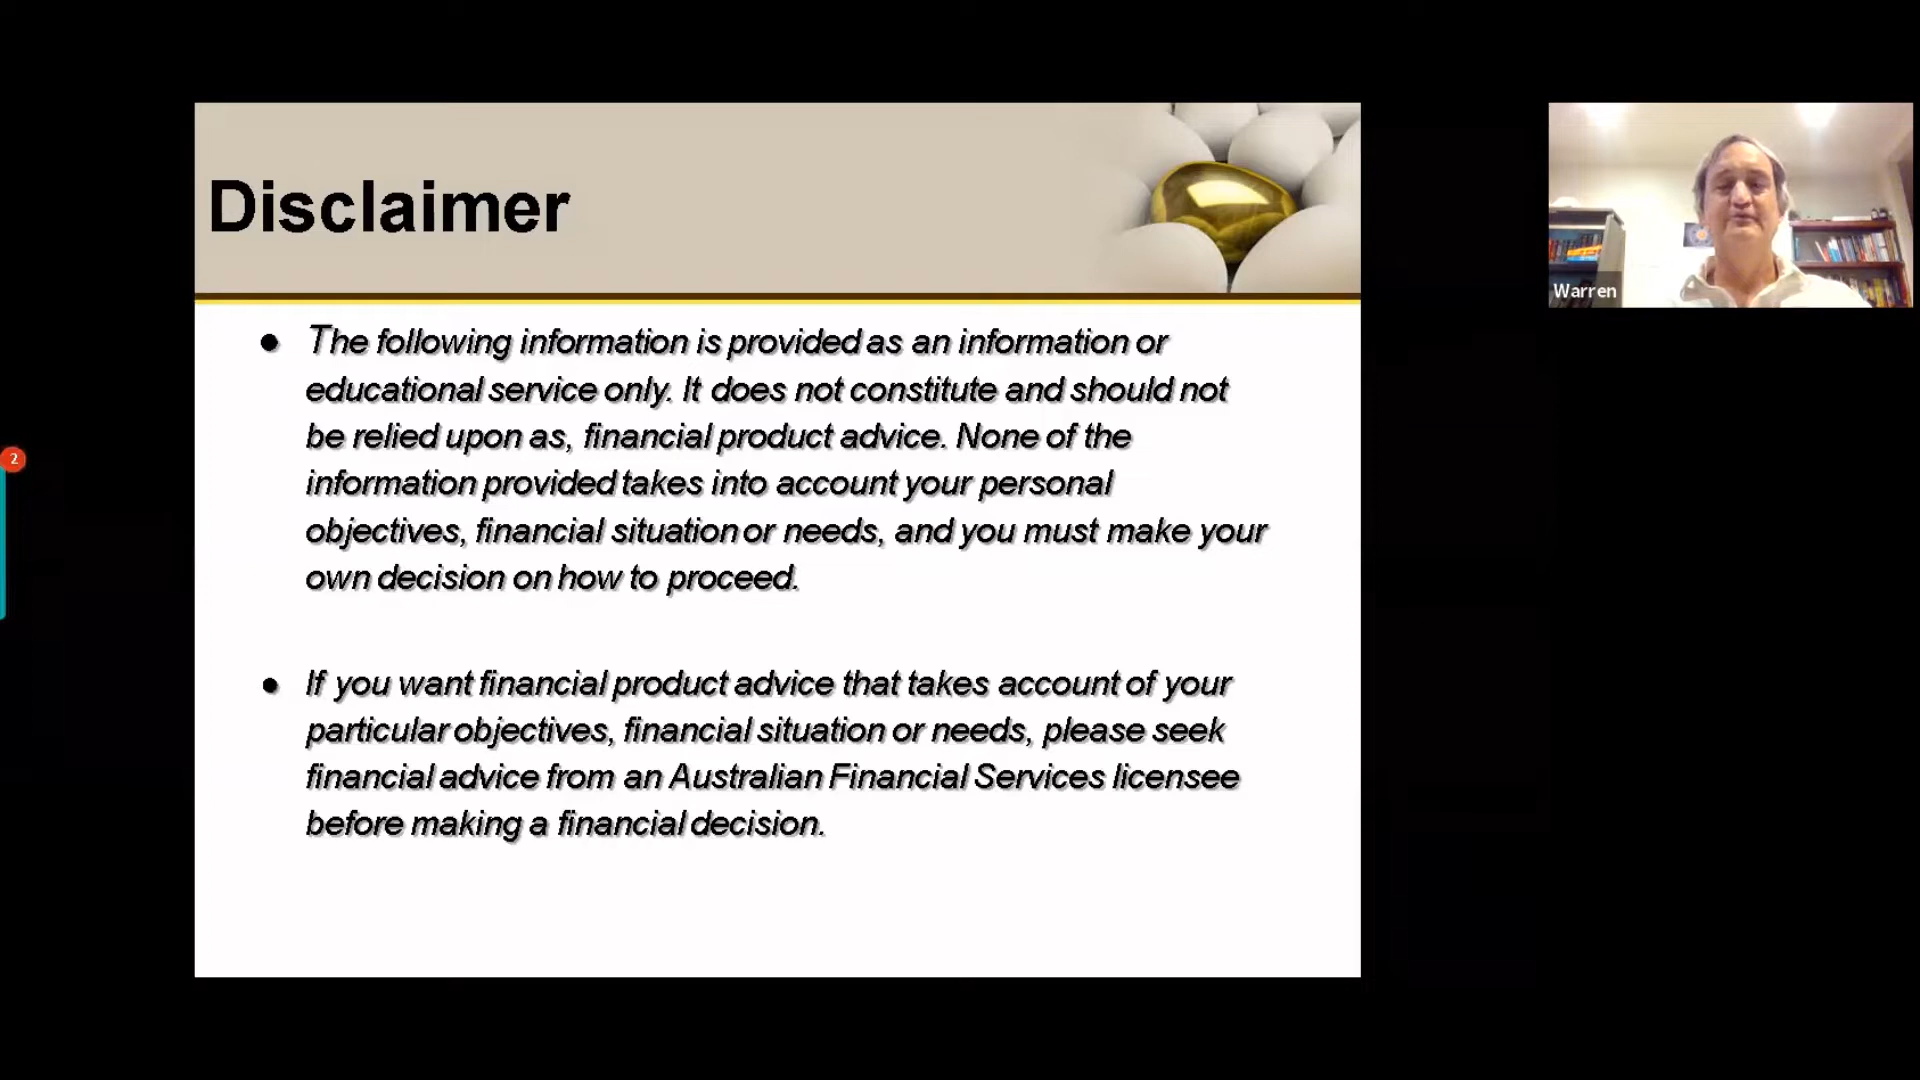 Disclaimer
• The following information is provided as an information or
educational service only. It does not constitute and should not
be relied upon as, financial product advice. None of the
information provided takes into account your personal
objectives, financial situation or needs, and you must make your
own decision on how to proceed.
• If you want financial product advice that takes account of your
particular objectives, financial situation or needs, please seek
financial advice from an Australian Financial Services licensee
before making a financial decision.
Warren
2